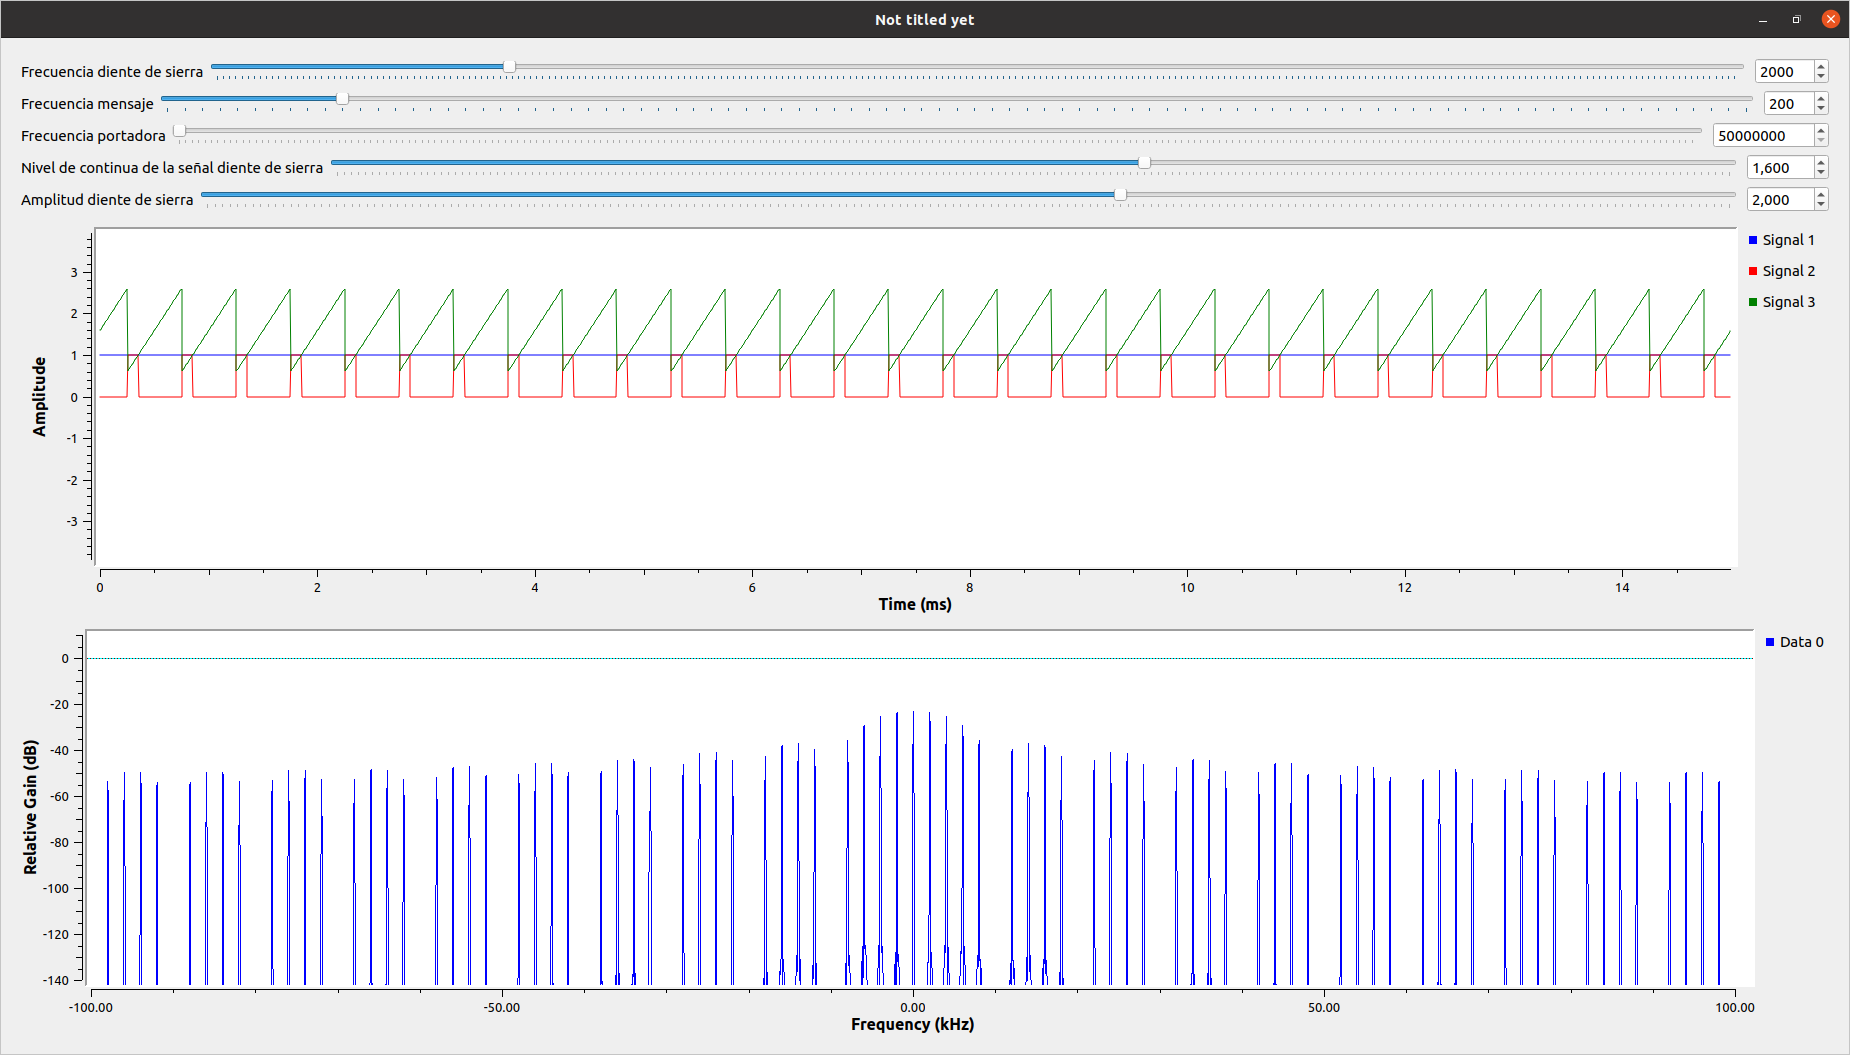 Not titled yet
Frecuencia diente de sierra 2000
Frecuencia mensaje 200
Frecuencia portadora 50000000
Nivel de continua de la señal diente de sierra 1,600
Amplitud diente de sierra 2,000
Signal 1
Signal 2
Signal 3
Amplitude
3
2
1
0
-1
-2
-3
0 2 4 6 8 10 12 14
Time (ms)
Data 0
Relative Gain (dB)
0
-20
-40
-60
-80
-100
-120
-140
-100.00 -50.00 0.00 50.00 100.00
Frequency (kHz)